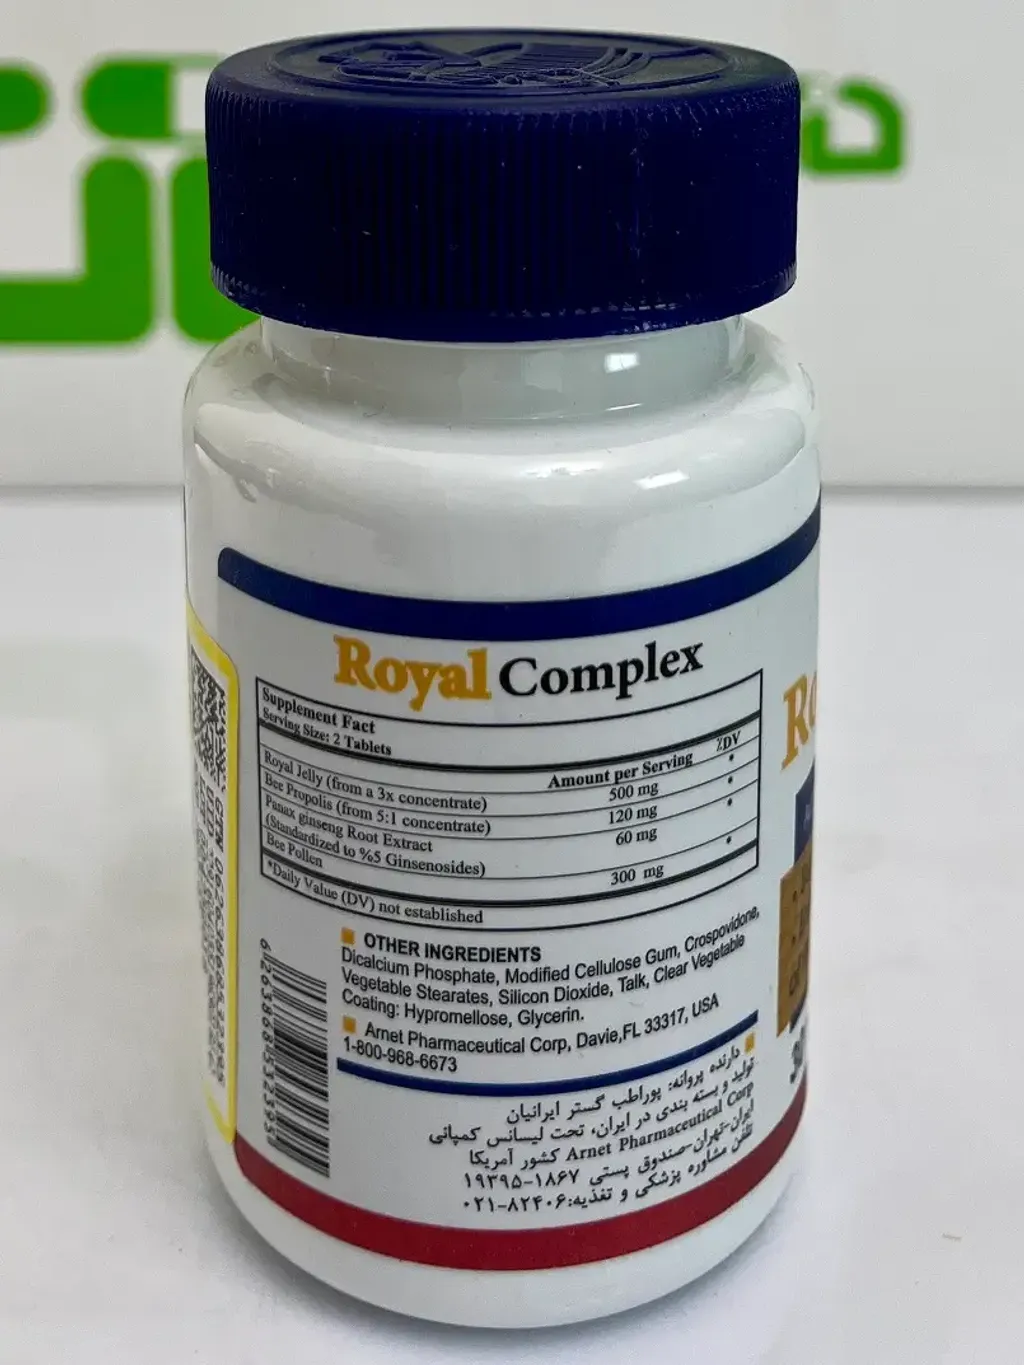 Royal Complex
Supplement Fact
Serving Size: 2 Tablets
Amount per Serving %DV
Royal Jelly (from a 3x concentrate) 500 mg *
Bee Propolis (from 5:1 concentrate) 120 mg *
Panax ginseng Root Extract 60 mg *
(Standardized to %5 Ginsenosides)
Bee Pollen 300 mg *
*Daily Value (DV) not established
OTHER INGREDIENTS
Dicalcium Phosphate, Modified Cellulose Gum, Crospovidone,
Vegetable Stearates, Silicon Dioxide, Talk, Clear Vegetable
Coating: Hypromellose, Glycerin.
Arnet Pharmaceutical Corp, Davie,FL 33317, USA
1-800-968-6673
دارنده پروانه: پوراطب گستر ایرانیان
تولید و بسته بندی در ایران، تحت لیسانس کمپانی
Arnet Pharmaceutical Corp کشور آمریکا
ایران-تهران-صندوق پستی ۱۸۶۷-۱۹۳۹۵
تلفن مشاوره پزشکی و تغذیه:۸۲۴۰۶-۰۲۱